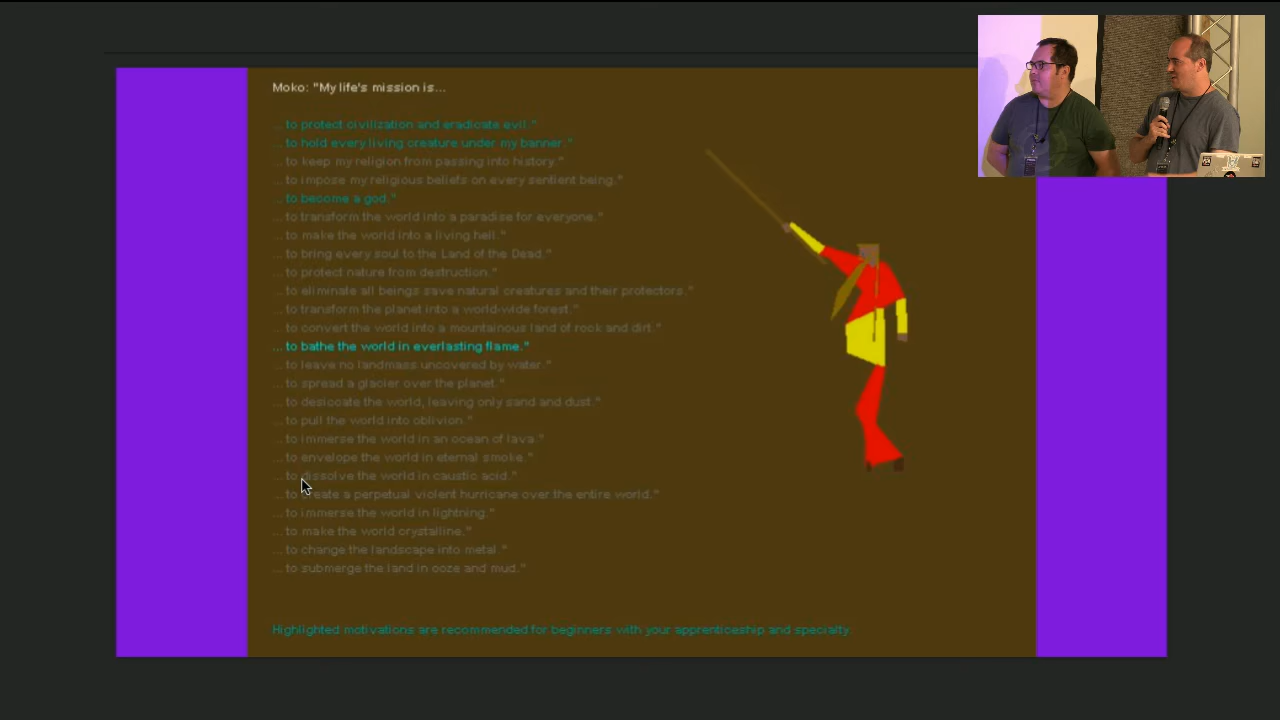 Moko: "My life's mission is...
... to protect civilization and eradicate evil."
... to hold every living creature under my banner."
... to keep my religion from passing into history."
... to impose my religious beliefs on every sentient being."
... to become a god."
... to transform the world into a paradise for everyone."
... to make the world into a living hell."
... to bring every soul to the Land of the Dead."
... to protect nature from destruction."
... to eliminate all beings save natural creatures and their protectors."
... to transform the planet into a world-wide forest."
... to convert the world into a mountainous land of rock and dirt."
... to bathe the world in everlasting flame."
... to leave no landmass uncovered by water."
... to spread a glacier over the planet."
... to desiccate the world, leaving only sand and dust."
... to pull the world into oblivion."
... to immerse the world in an ocean of lava."
... to envelope the world in eternal smoke."
... to dissolve the world in caustic acid."
... to create a perpetual violent hurricane over the entire world."
... to immerse the world in lightning."
... to make the world crystalline."
... to change the landscape into metal."
... to submerge the land in ooze and mud."
Highlighted motivations are recommended for beginners with your apprenticeship and specialty.